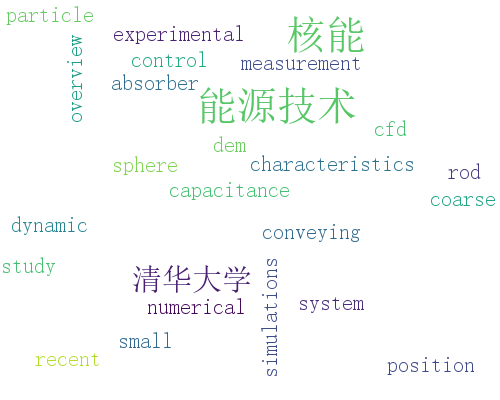 particle
experimental
核能
overview
control
measurement
absorber
能源技术
cfd
dem
sphere
characteristics
rod
capacitance
coarse
dynamic
conveying
study
清华大学
simulations
numerical
system
small
recent
position